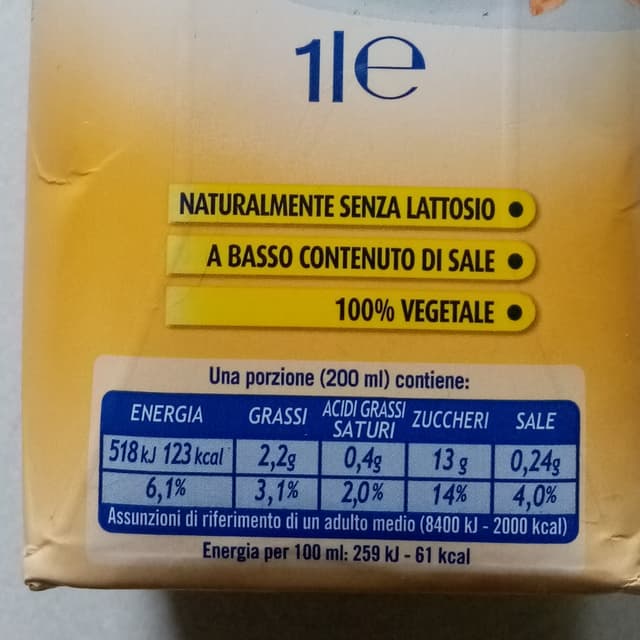 1l℮
NATURALMENTE SENZA LATTOSIO
A BASSO CONTENUTO DI SALE
100% VEGETALE
Una porzione (200 ml) contiene:
ENERGIA GRASSI ACIDI GRASSI SATURI ZUCCHERI SALE
518 kJ 123 kcal 2,2g 0,4g 13 g 0,24g
6,1% 3,1% 2,0% 14% 4,0%
Assunzioni di riferimento di un adulto medio (8400 kJ - 2000 kcal)
Energia per 100 ml: 259 kJ - 61 kcal